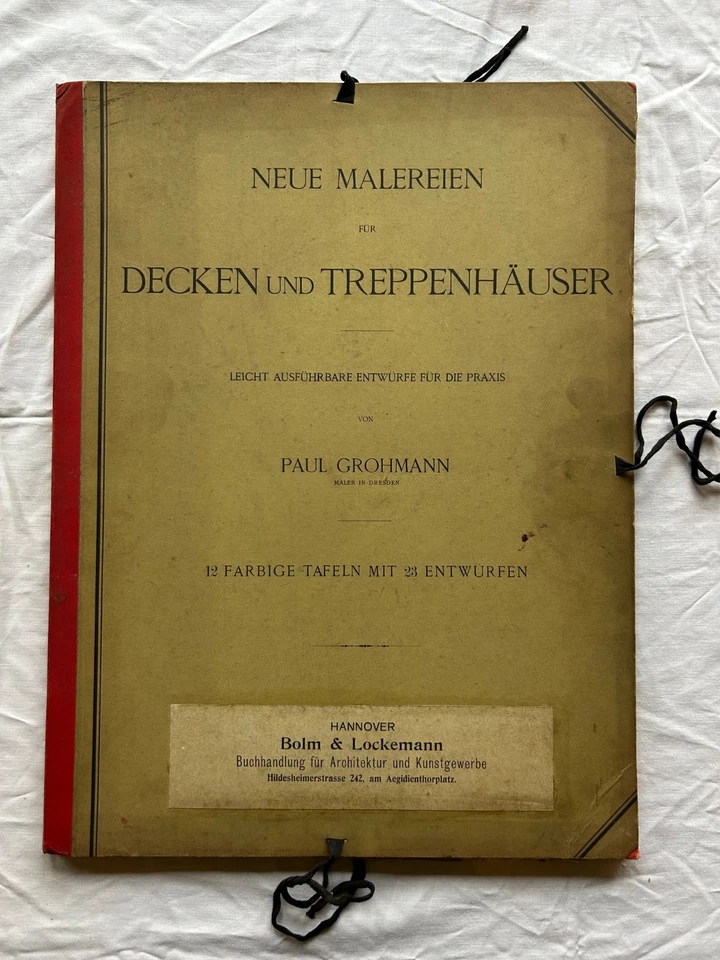 NEUE MALEREIEN
FÜR
DECKEN UND TREPPENHÄUSER
LEICHT AUSFÜHRBARE ENTWÜRFE FÜR DIE PRAXIS
VON
PAUL GROHMANN
MALER IN DRESDEN
12 FARBIGE TAFELN MIT 23 ENTWÜRFEN
HANNOVER
Bolm & Lockemann
Buchhandlung für Architektur und Kunstgewerbe
Hildesheimerstrasse 242, am Aegidienthorplatz.